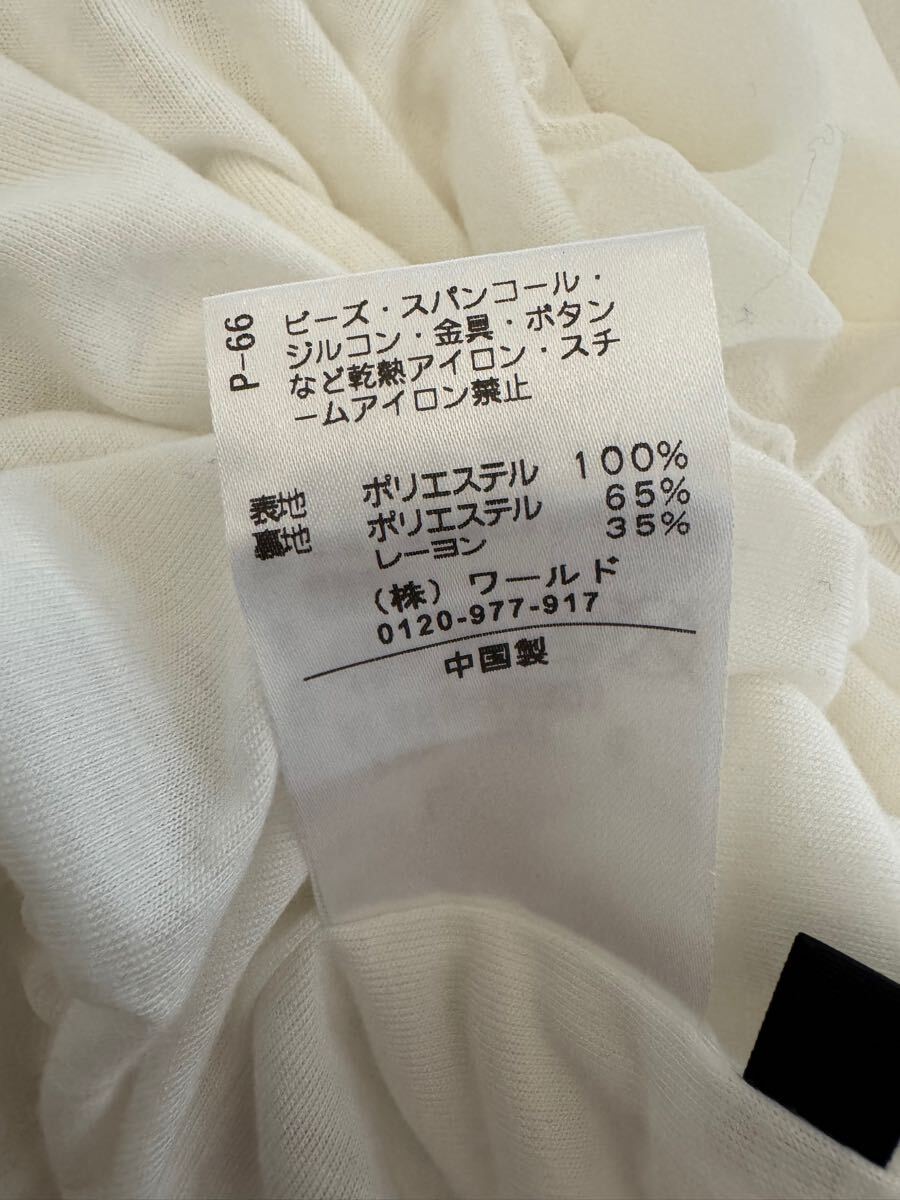 P-66
ビーズ・スパンコール・
ジルコン・金具・ボタン
など乾熱アイロン・スチ
ームアイロン禁止
表地 ポリエステル 100%
裏地 ポリエステル 65%
レーヨン 35%
(株) ワールド
0120-977-917
中国製